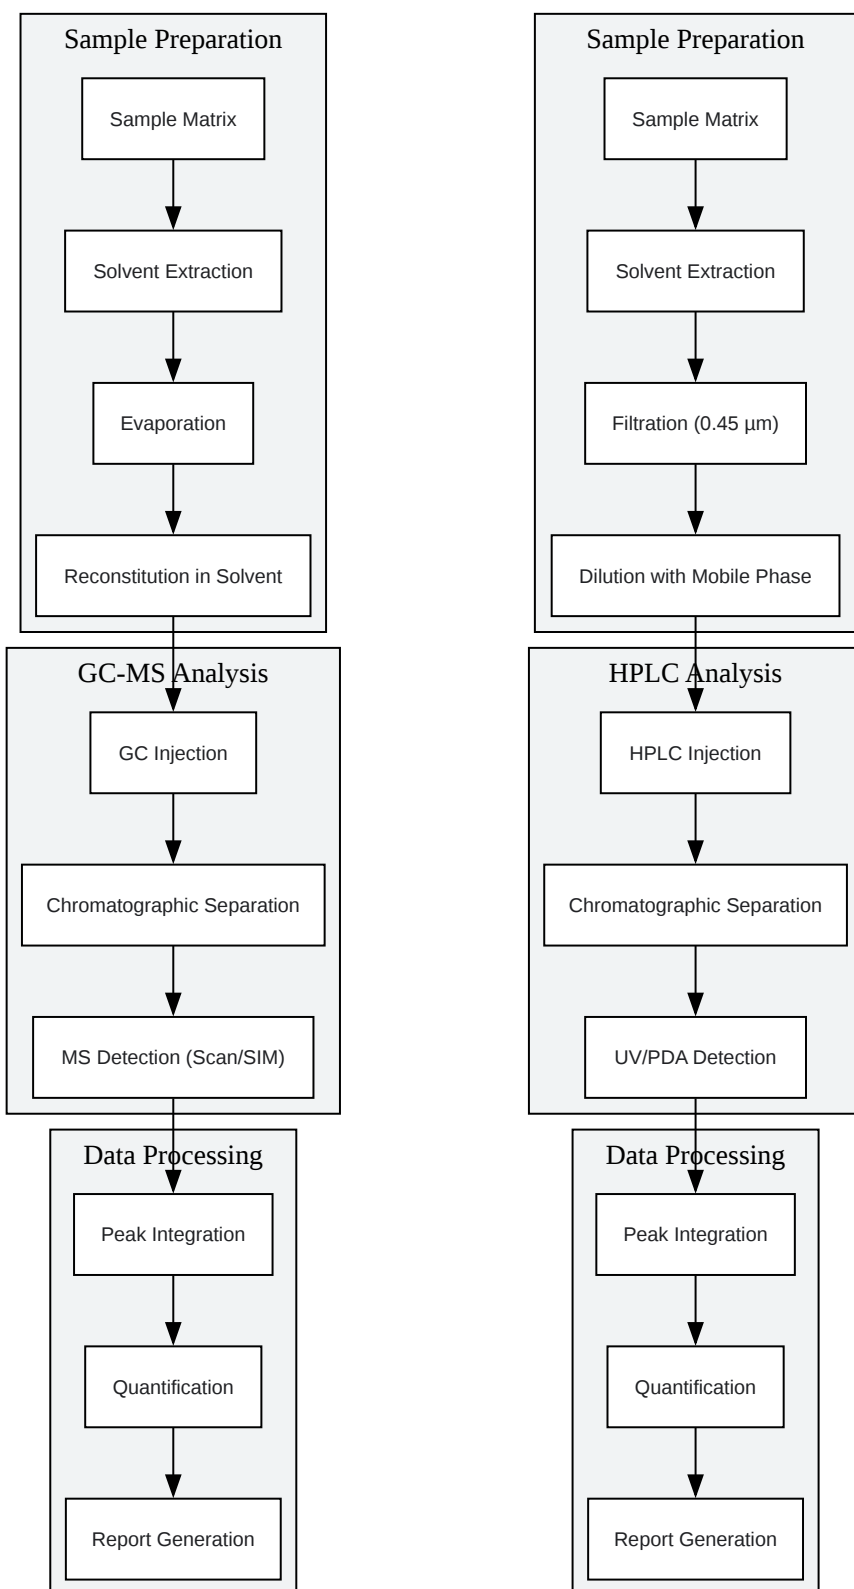 Sample Preparation
Sample Matrix
Solvent Extraction
Evaporation
Reconstitution in Solvent
GC-MS Analysis
GC Injection
Chromatographic Separation
MS Detection (Scan/SIM)
Data Processing
Peak Integration
Quantification
Report Generation
Sample Preparation
Sample Matrix
Solvent Extraction
Filtration (0.45 µm)
Dilution with Mobile Phase
HPLC Analysis
HPLC Injection
Chromatographic Separation
UV/PDA Detection
Data Processing
Peak Integration
Quantification
Report Generation